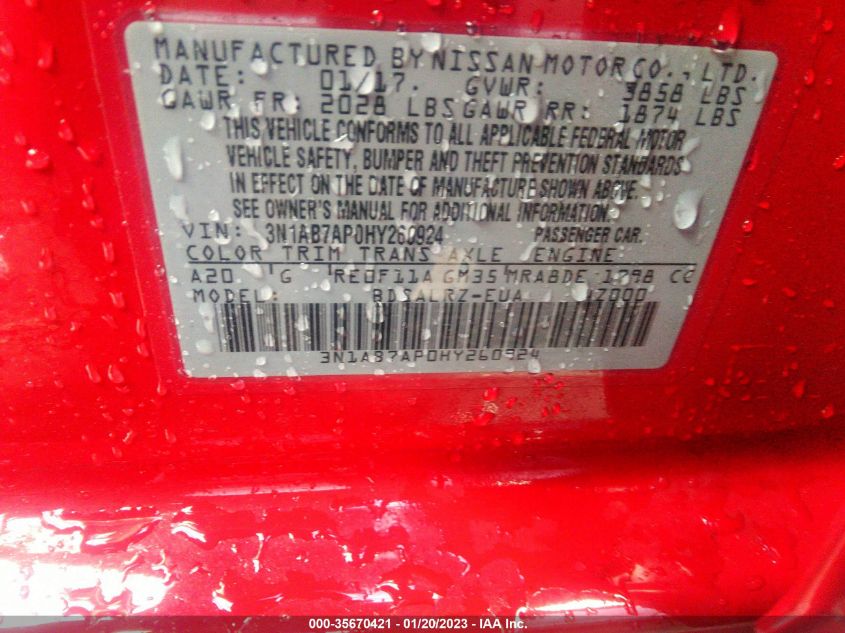 MANUFACTURED BY NISSAN MOTOR CO., LTD.
DATE: 01/17. GVWR: 3858 LBS
GAWR FR: 2028 LBS GAWR RR: 1874 LBS
THIS VEHICLE CONFORMS TO ALL APPLICABLE FEDERAL MOTOR
VEHICLE SAFETY, BUMPER AND THEFT PREVENTION STANDARDS
IN EFFECT ON THE DATE OF MANUFACTURE SHOWN ABOVE.
SEE OWNER'S MANUAL FOR ADDITIONAL INFORMATION.
VIN: 3N1AB7AP0HY260924 PASSENGER CAR.
COLOR TRIM TRANS AXLE ENGINE
A20 G RE0F11A GM35 MRA8DE 1798 CC
MODEL
3N1AB7AP0HY260924
000-35670421 - 01/20/2023 - IAA Inc.